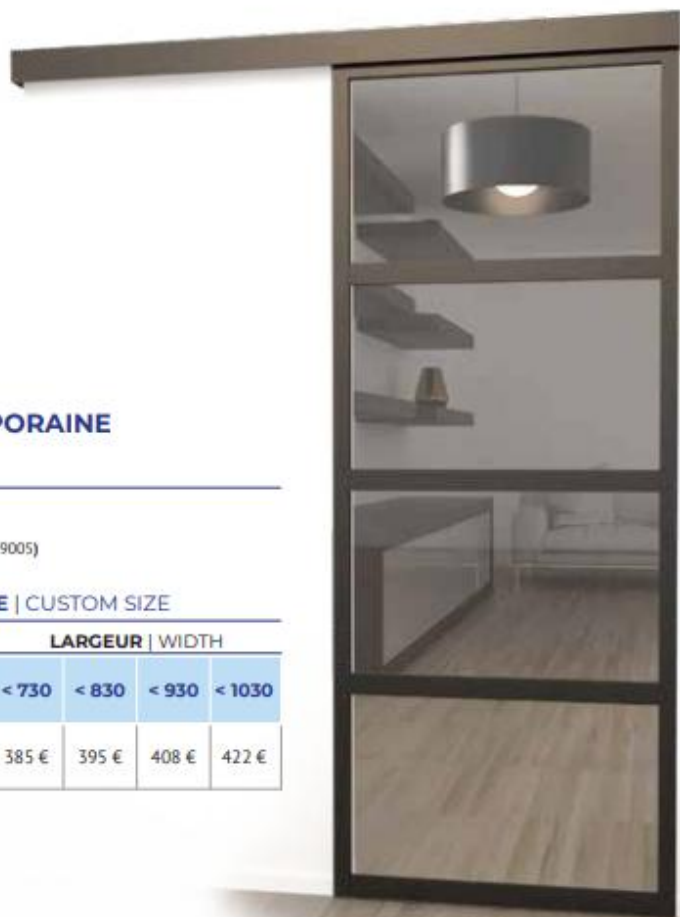 PORAINE
9005)
E | CUSTOM SIZE
LARGEUR | WIDTH
< 730 < 830 < 930 < 1030
385 € 395 € 408 € 422 €